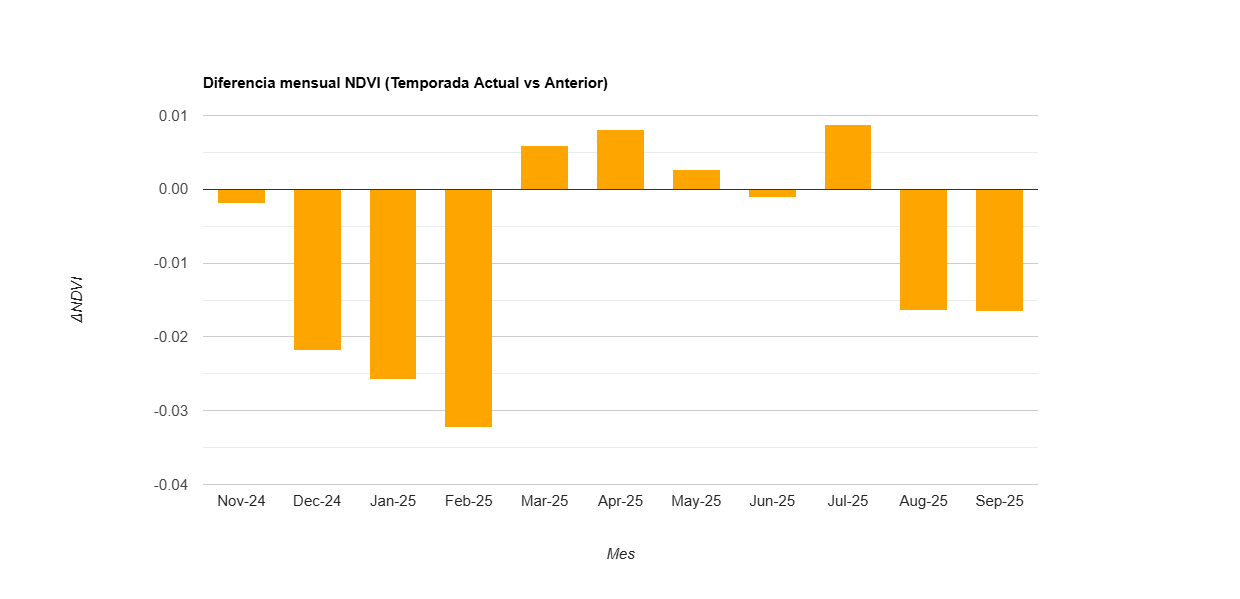 Diferencia mensual NDVI (Temporada Actual vs Anterior)
0.01
0.00
-0.01
-0.02
-0.03
-0.04
ΔNDVI
Nov-24 Dec-24 Jan-25 Feb-25 Mar-25 Apr-25 May-25 Jun-25 Jul-25 Aug-25 Sep-25
Mes